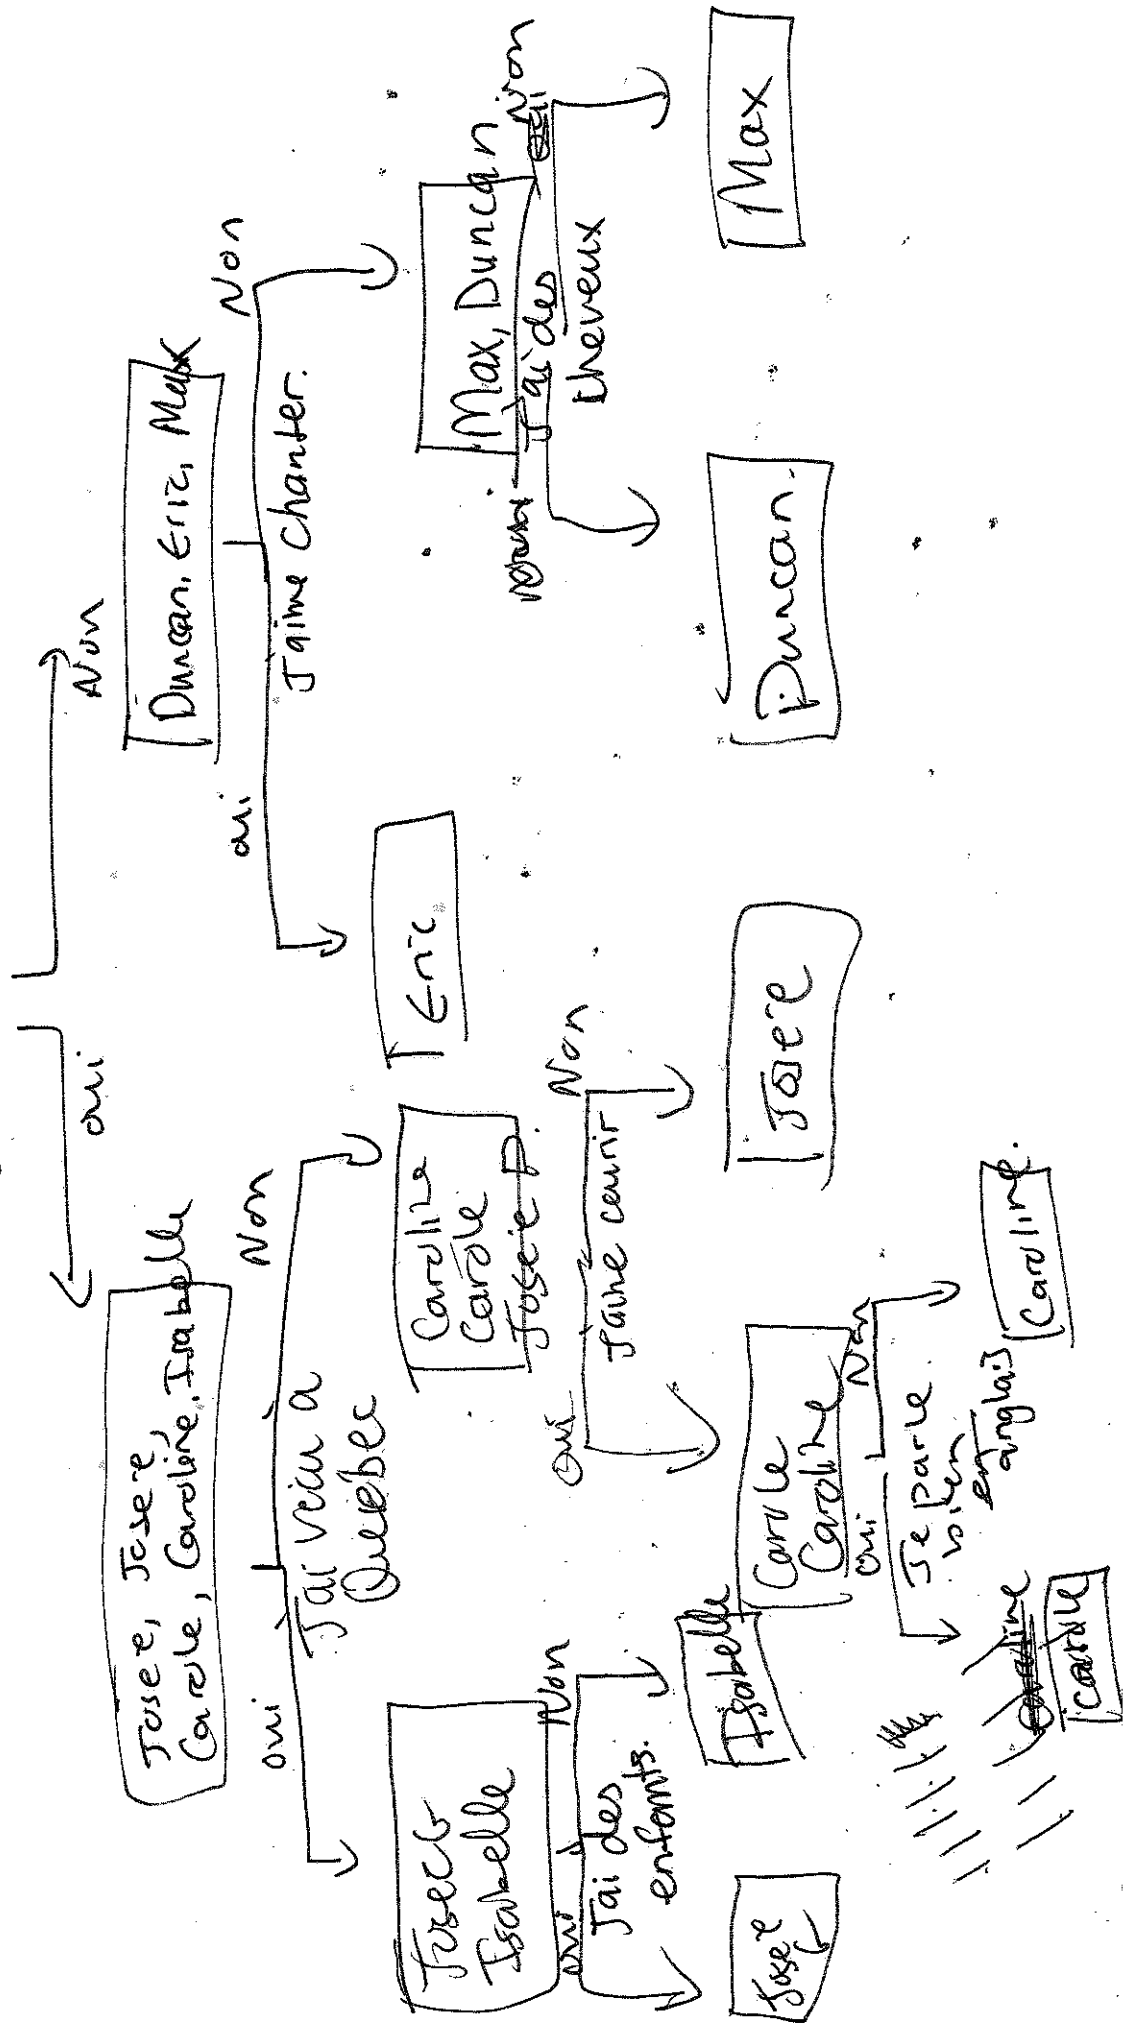 oui
Non
Josée, Josée,
Carole, Caroline, Isabelle
Duncan, Eric, Max
oui
Non
J'ai vécu a
Québec
oui
Non
J'aime chanter.
Josée G
Isabelle
Caroline
Carole
Josée P.
Eric
Max, Duncan
oui
Non
J'ai des
enfants.
Oui
Non
J'aime courir
oui
Non
J'ai des
cheveux
Josée
G
Isabelle
Carole
Caroline
Josée
Duncan.
Max
oui
Non
Je parle
bien
en
anglais
Carole
Caroline.